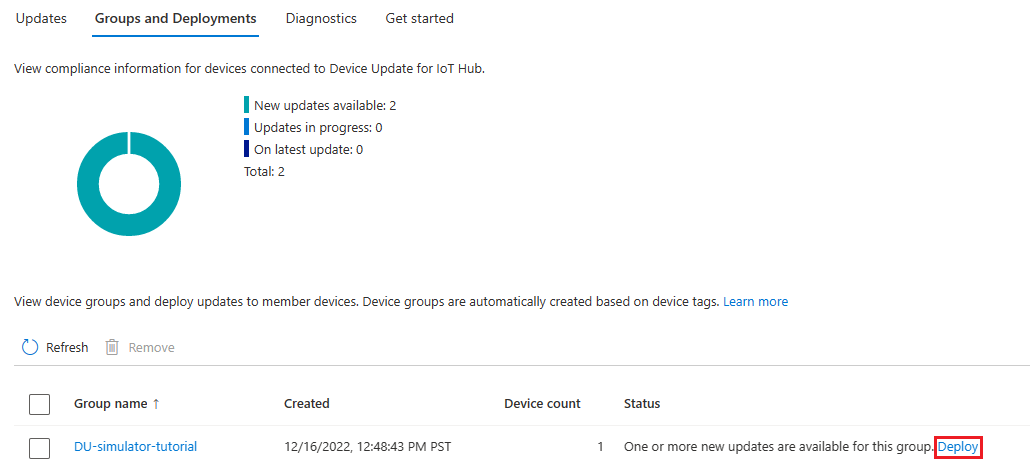 Updates Groups and Deployments Diagnostics Get started
View compliance information for devices connected to Device Update for IoT Hub.
New updates available: 2
Updates in progress: 0
On latest update: 0
Total: 2
View device groups and deploy updates to member devices. Device groups are automatically created based on device tags. Learn more
Refresh Remove
Group name ↑ Created Device count Status
DU-simulator-tutorial 12/16/2022, 12:48:43 PM PST 1 One or more new updates are available for this group. Deploy